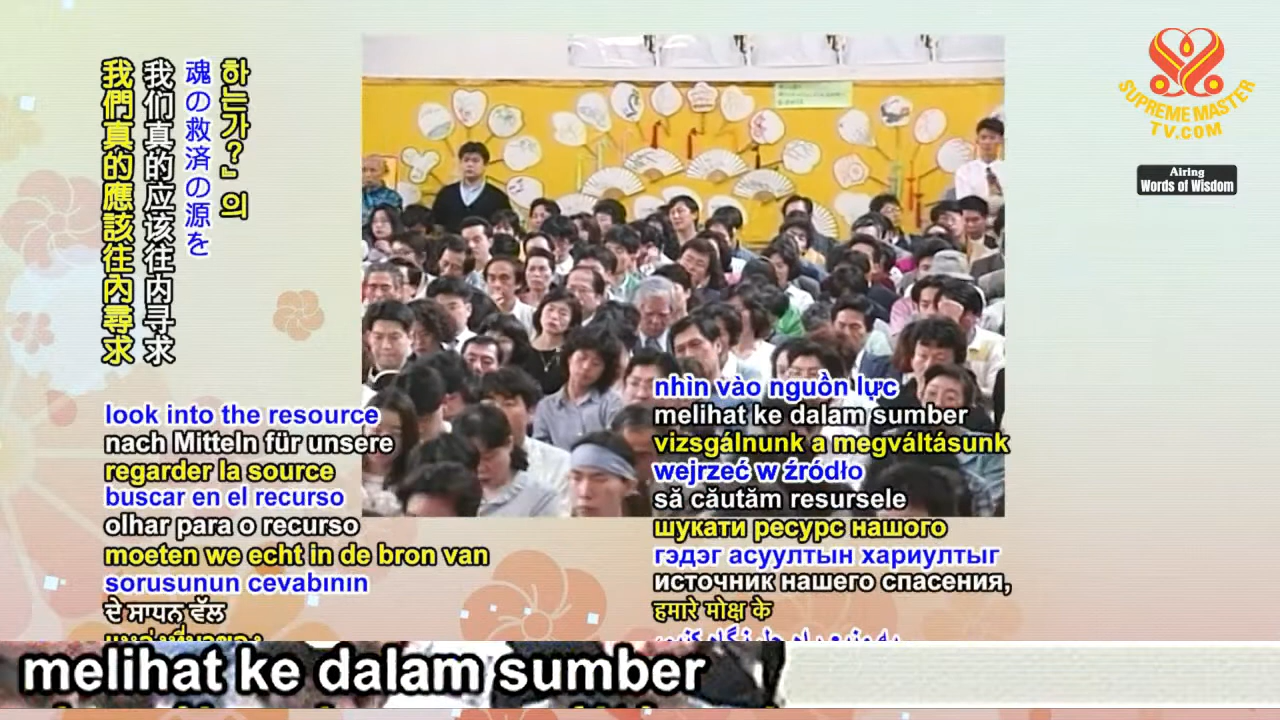 하는가?』의
魂の救済の源を
我们真的应该往内寻求
我們真的應該往內尋求
SUPREME MASTER
TV.COM
Airing
Words of Wisdom
look into the resource
nach Mitteln für unsere
regarder la source
buscar en el recurso
olhar para o recurso
moeten we echt in de bron van
sorusunun cevabının
ਦੇ ਸਾਧਨ ਵੱਲ
nhìn vào nguồn lực
melihat ke dalam sumber
vizsgálnunk a megváltásunk
wejrzeć w źródło
să căutăm resursele
шукати ресурс нашого
гэдэг асуултын хариултыг
источник нашего спасения,
हमारे मोक्ष के
melihat ke dalam sumber